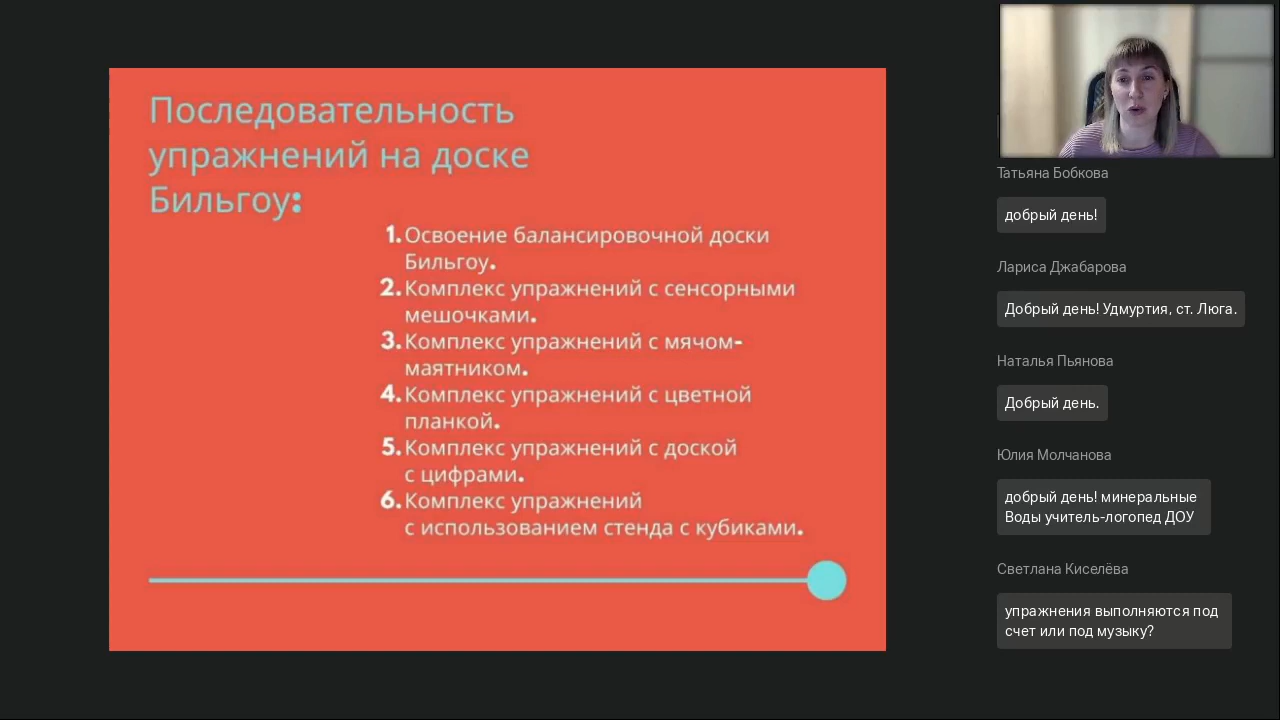 Последовательность
упражнений на доске
Бильгоу:
1. Освоение балансировочной доски
Бильгоу.
2. Комплекс упражнений с сенсорными
мешочками.
3. Комплекс упражнений с мячом-
маятником.
4. Комплекс упражнений с цветной
планкой.
5. Комплекс упражнений с доской
с цифрами.
6. Комплекс упражнений
с использованием стенда с кубиками.
Татьяна Бобкова
добрый день!
Лариса Джабарова
Добрый день! Удмуртия, ст. Люга.
Наталья Пьянова
Добрый день.
Юлия Молчанова
добрый день! минеральные
Воды учитель-логопед ДОУ
Светлана Киселёва
упражнения выполняются под
счет или под музыку?